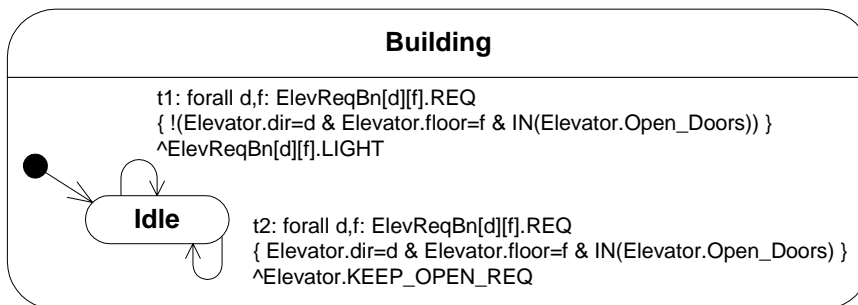 Building
t1: forall d,f: ElevReqBn[d][f].REQ
{ !(Elevator.dir=d & Elevator.floor=f & IN(Elevator.Open_Doors)) }
^ElevReqBn[d][f].LIGHT
Idle
t2: forall d,f: ElevReqBn[d][f].REQ
{ Elevator.dir=d & Elevator.floor=f & IN(Elevator.Open_Doors) }
^Elevator.KEEP_OPEN_REQ